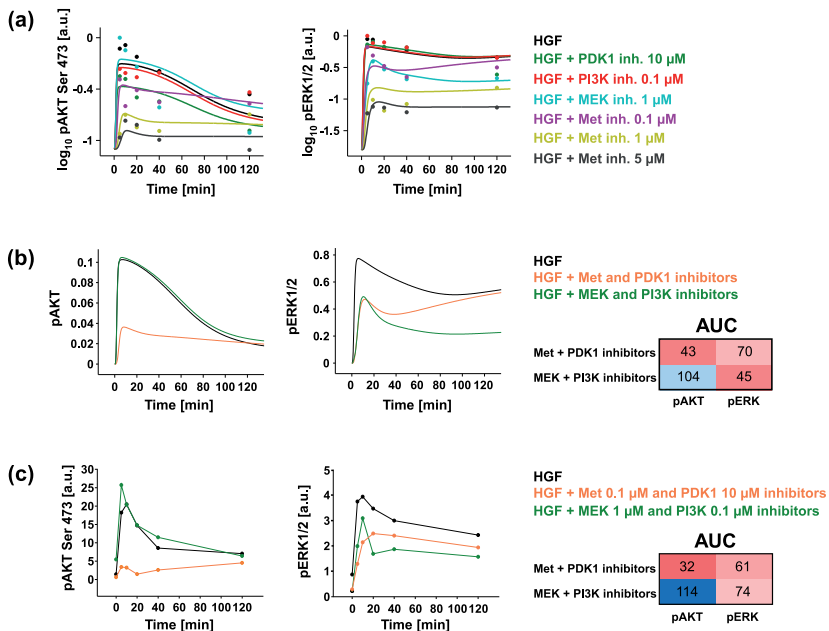 (a)
log10 pAKT Ser 473 [a.u.]
0
-0.4
-1
0 20 40 60 80 100 120
Time [min]
log10 pERK1/2 [a.u.]
0
-0.5
-1
-1.5
0 20 40 60 80 100 120
Time [min]
HGF
HGF + PDK1 inh. 10 µM
HGF + PI3K inh. 0.1 µM
HGF + MEK inh. 1 µM
HGF + Met inh. 0.1 µM
HGF + Met inh. 1 µM
HGF + Met inh. 5 µM
(b)
pAKT
0.1
0.08
0.06
0.04
0.02
0
0 20 40 60 80 100 120
Time [min]
pERK1/2
0.8
0.6
0.4
0.2
0
0 20 40 60 80 100 120
Time [min]
HGF
HGF + Met and PDK1 inhibitors
HGF + MEK and PI3K inhibitors
AUC
Met + PDK1 inhibitors 43 70
MEK + PI3K inhibitors 104 45
pAKT pERK
(c)
pAKT Ser 473 [a.u.]
30
25
20
15
10
5
0
0 20 40 60 80 100 120
Time [min]
pERK1/2 [a.u.]
5
4
3
2
1
0
0 20 40 60 80 100 120
Time [min]
HGF
HGF + Met 0.1 µM and PDK1 10 µM inhibitors
HGF + MEK 1 µM and PI3K 0.1 µM inhibitors
AUC
Met + PDK1 inhibitors 32 61
MEK + PI3K inhibitors 114 74
pAKT pERK